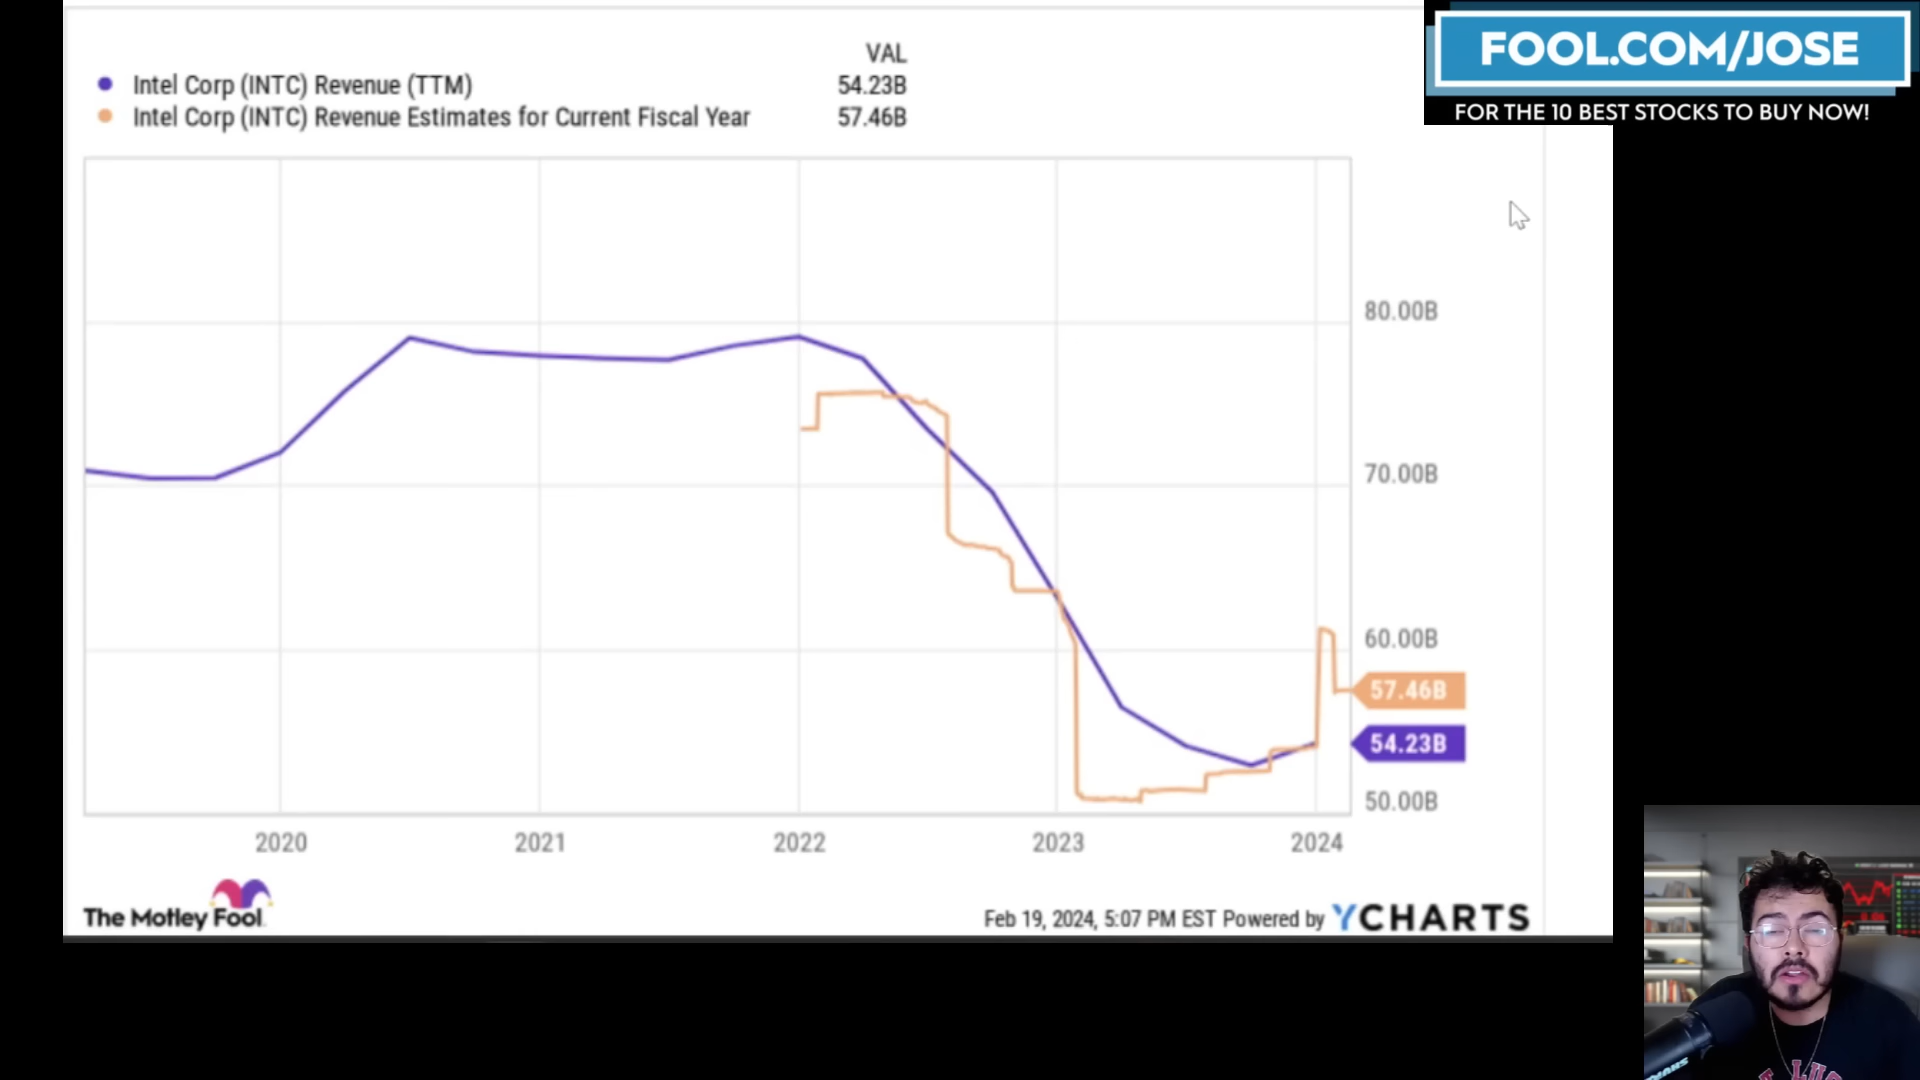 FOOL.COM/JOSE
FOR THE 10 BEST STOCKS TO BUY NOW!
VAL
Intel Corp (INTC) Revenue (TTM) 54.23B
Intel Corp (INTC) Revenue Estimates for Current Fiscal Year 57.46B
80.00B
70.00B
60.00B
57.46B
54.23B
50.00B
2020 2021 2022 2023 2024
The Motley Fool
Feb 19, 2024, 5:07 PM EST Powered by YCHARTS